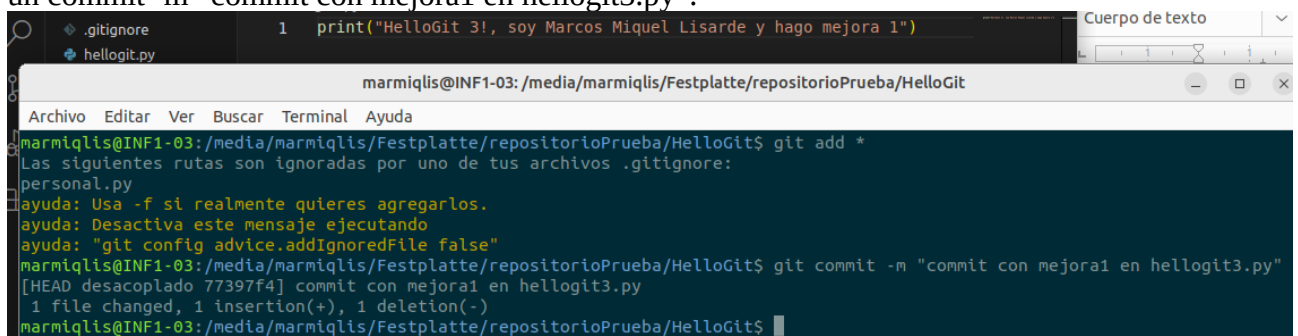 un commit -m "commit con mejora1 en hellogit3.py".
.gitignore
1 print("HelloGit 3!, soy Marcos Miquel Lisarde y hago mejora 1")
Cuerpo de texto
hellogit.py
marmiqlis@INF1-03: /media/marmiqlis/Festplatte/repositorioPrueba/HelloGit
Archivo Editar Ver Buscar Terminal Ayuda
marmiqlis@INF1-03:/media/marmiqlis/Festplatte/repositorioPrueba/HelloGit$ git add *
Las siguientes rutas son ignoradas por uno de tus archivos .gitignore:
personal.py
ayuda: Usa -f si realmente quieres agregarlos.
ayuda: Desactiva este mensaje ejecutando
ayuda: "git config advice.addIgnoredFile false"
marmiqlis@INF1-03:/media/marmiqlis/Festplatte/repositorioPrueba/HelloGit$ git commit -m "commit con mejora1 en hellogit3.py"
[HEAD desacoplado 77397f4] commit con mejora1 en hellogit3.py
1 file changed, 1 insertion(+), 1 deletion(-)
marmiqlis@INF1-03:/media/marmiqlis/Festplatte/repositorioPrueba/HelloGit$